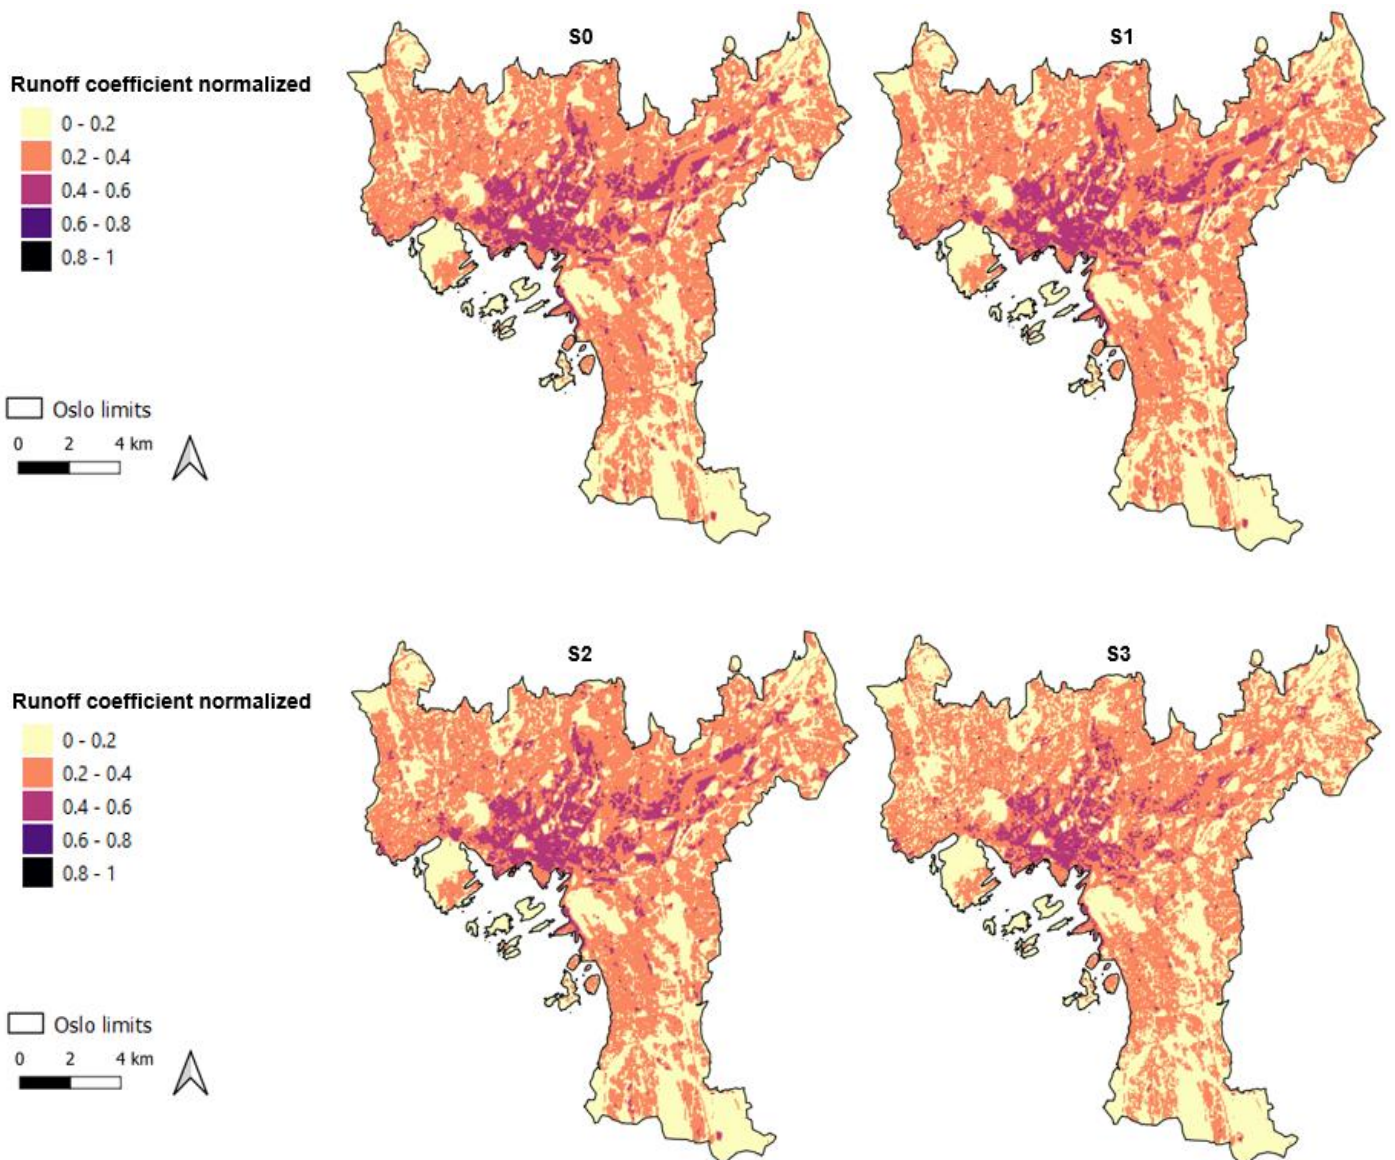 S0
S1
Runoff coefficient normalized
0 - 0.2
0.2 - 0.4
0.4 - 0.6
0.6 - 0.8
0.8 - 1
Oslo limits
0 2 4 km
S2
S3
Runoff coefficient normalized
0 - 0.2
0.2 - 0.4
0.4 - 0.6
0.6 - 0.8
0.8 - 1
Oslo limits
0 2 4 km